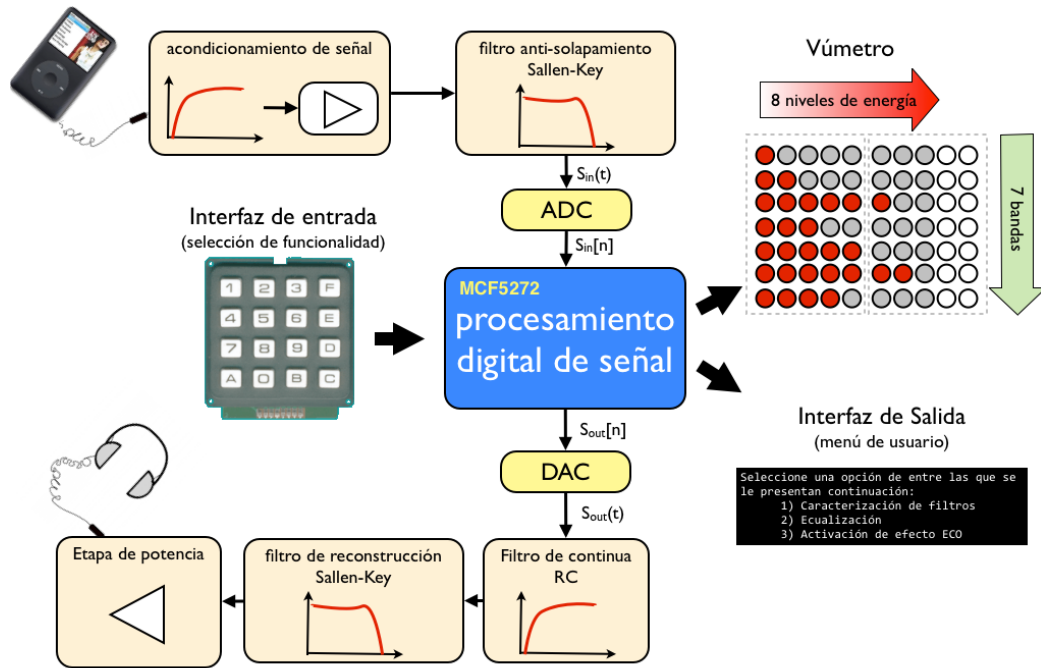 acondicionamiento de señal
filtro anti-solapamiento
Sallen-Key
Vúmetro
8 niveles de energía
7 bandas
S_in(t)
ADC
S_in[n]
Interfaz de entrada
(selección de funcionalidad)
1 2 3 F
4 5 6 E
7 8 9 D
A 0 B C
MCF5272
procesamiento
digital de señal
S_out[n]
DAC
S_out(t)
Interfaz de Salida
(menú de usuario)
Seleccione una opción de entre las que se
le presentan continuación:
1) Caracterización de filtros
2) Ecualización
3) Activación de efecto ECO
Etapa de potencia
filtro de reconstrucción
Sallen-Key
Filtro de continua
RC